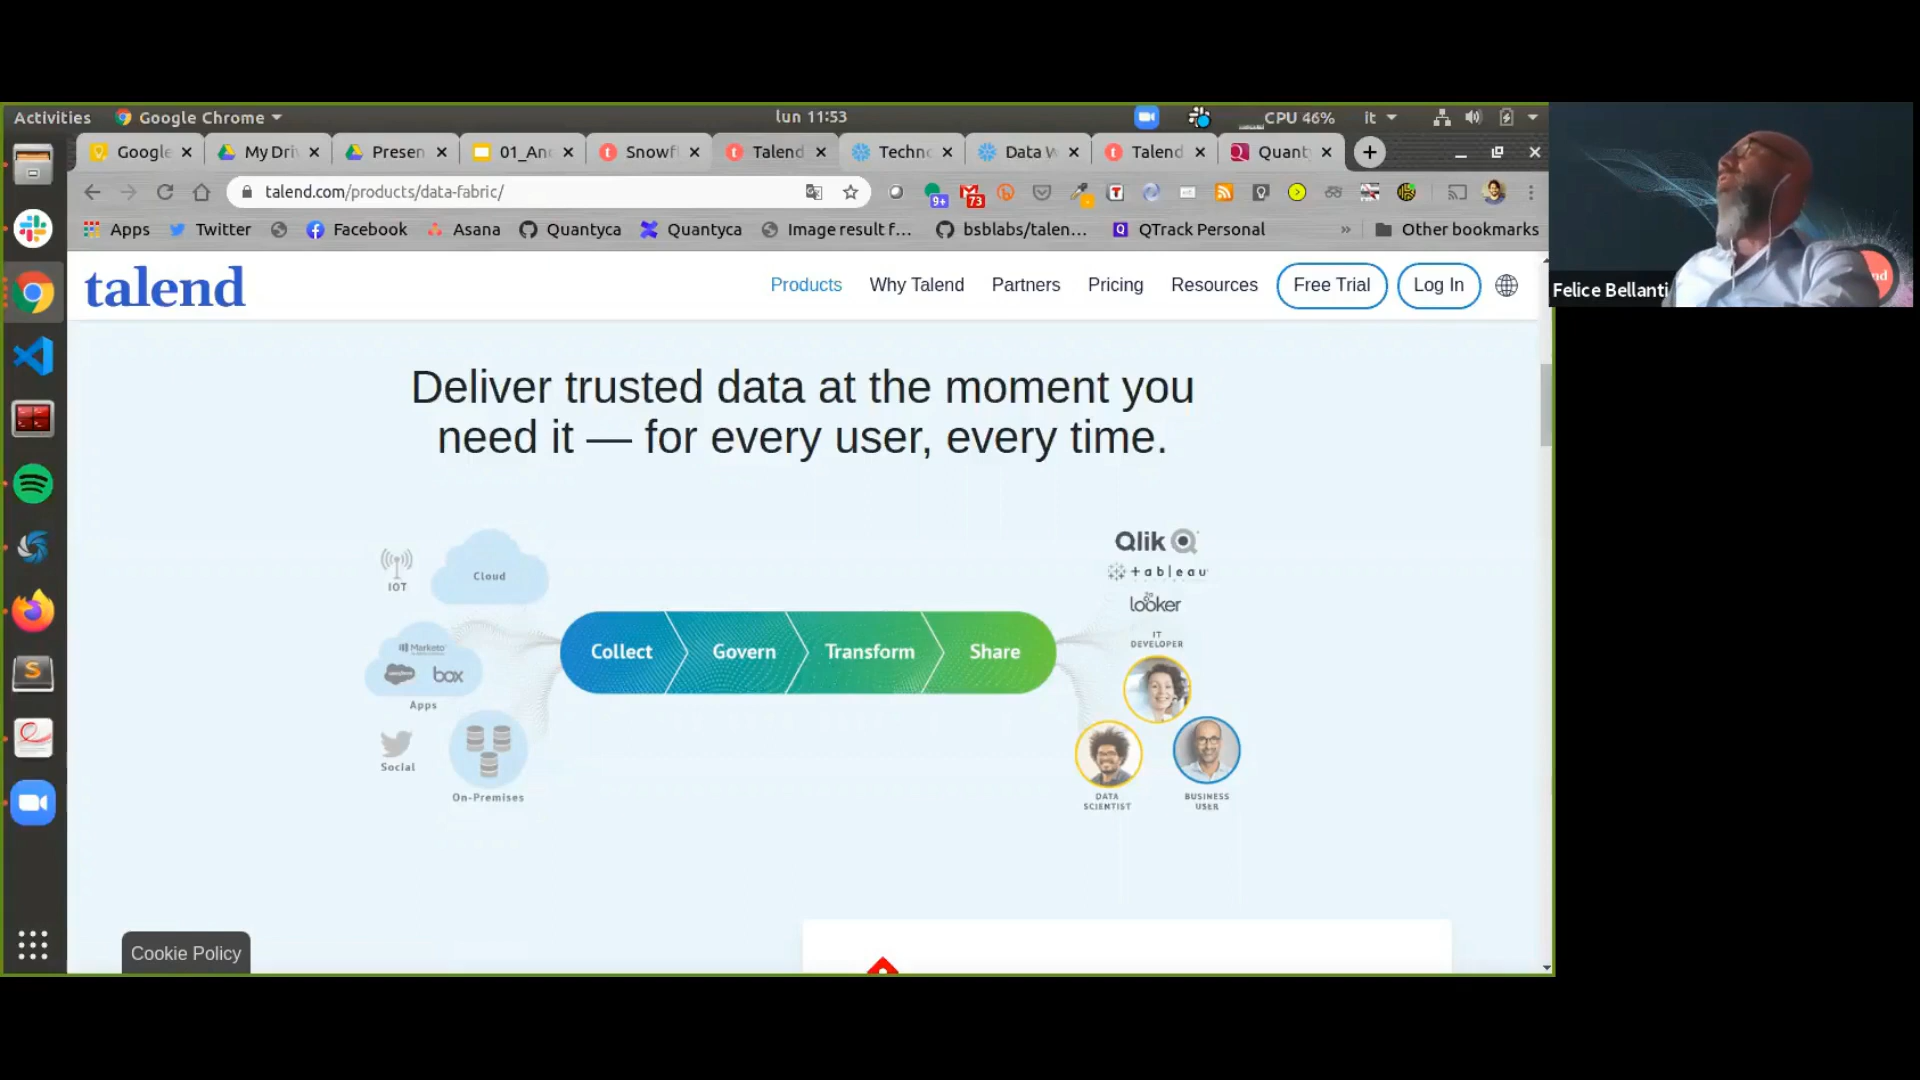 Activities
Google Chrome
lun 11:53
CPU 46%
it
Google
My Dri
Presen
01_An
Snowf
Talend
Techn
Data W
Talend
Quant
talend.com/products/data-fabric/
9+
73
T
Apps
Twitter
Facebook
Asana
Quantyca
Quantyca
Image result f...
bsblabs/talen...
Q
QTrack Personal
»
Other bookmarks
talend
Products
Why Talend
Partners
Pricing
Resources
Free Trial
Log In
Felice Bellanti
Deliver trusted data at the moment you
need it — for every user, every time.
IOT
Cloud
Marketo
box
Apps
Social
On-Premises
Collect
Govern
Transform
Share
Qlik
+ a b | e a u
looker
IT
DEVELOPER
DATA
SCIENTIST
BUSINESS
USER
Cookie Policy